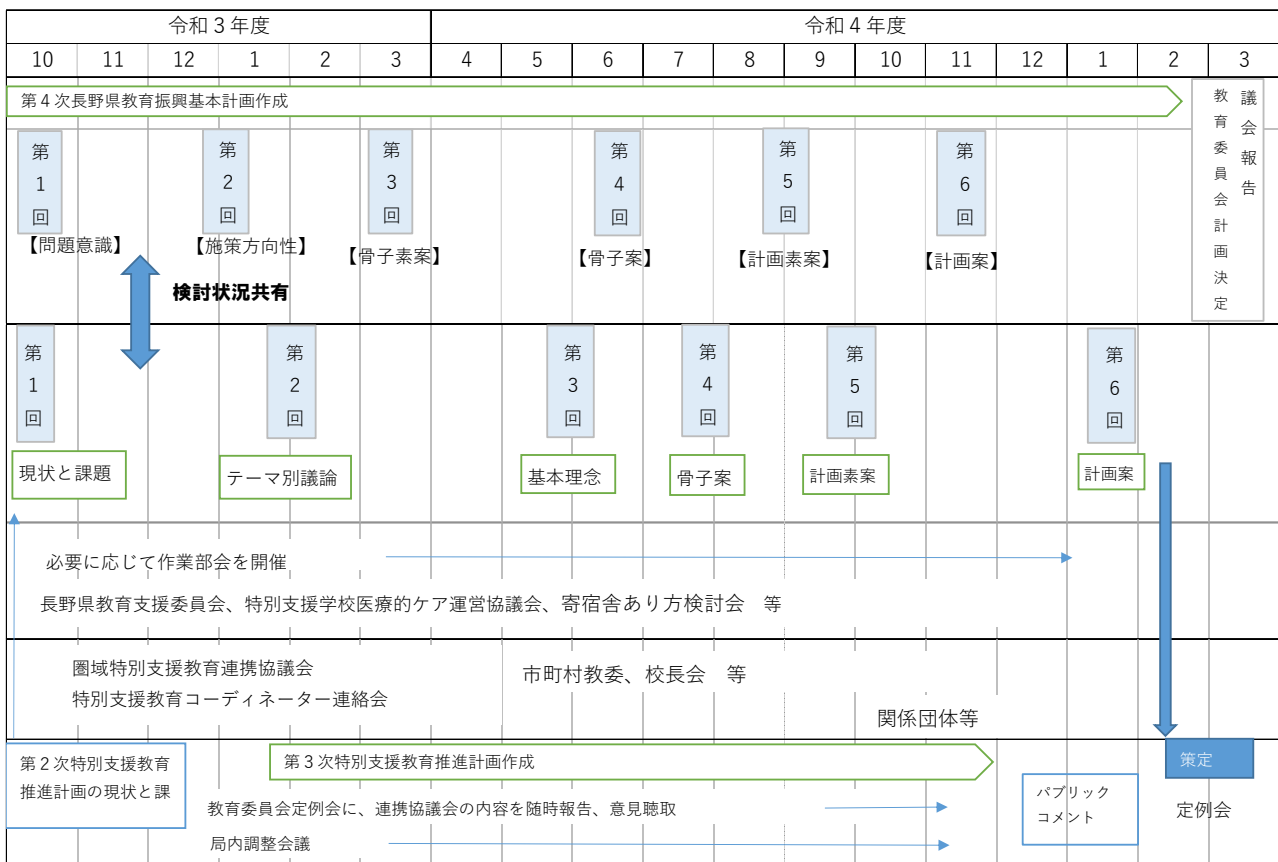 令和３年度
令和４年度
10 11 12 1 2 3 4 5 6 7 8 9 10 11 12 1 2 3
第４次長野県教育振興基本計画作成
議会報告
教育委員会計画決定
第１回
第２回
第３回
第４回
第５回
第６回
【問題意識】
【施策方向性】
【骨子素案】
【骨子案】
【計画素案】
【計画案】
検討状況共有
第１回
第２回
第３回
第４回
第５回
第６回
現状と課題
テーマ別議論
基本理念
骨子案
計画素案
計画案
必要に応じて作業部会を開催
長野県教育支援委員会、特別支援学校医療的ケア運営協議会、寄宿舎あり方検討会　等
圏域特別支援教育連携協議会
特別支援教育コーディネーター連絡会
市町村教委、校長会　等
関係団体等
第２次特別支援教育
推進計画の現状と課
第３次特別支援教育推進計画作成
教育委員会定例会に、連携協議会の内容を随時報告、意見聴取
局内調整会議
パブリック
コメント
策定
定例会